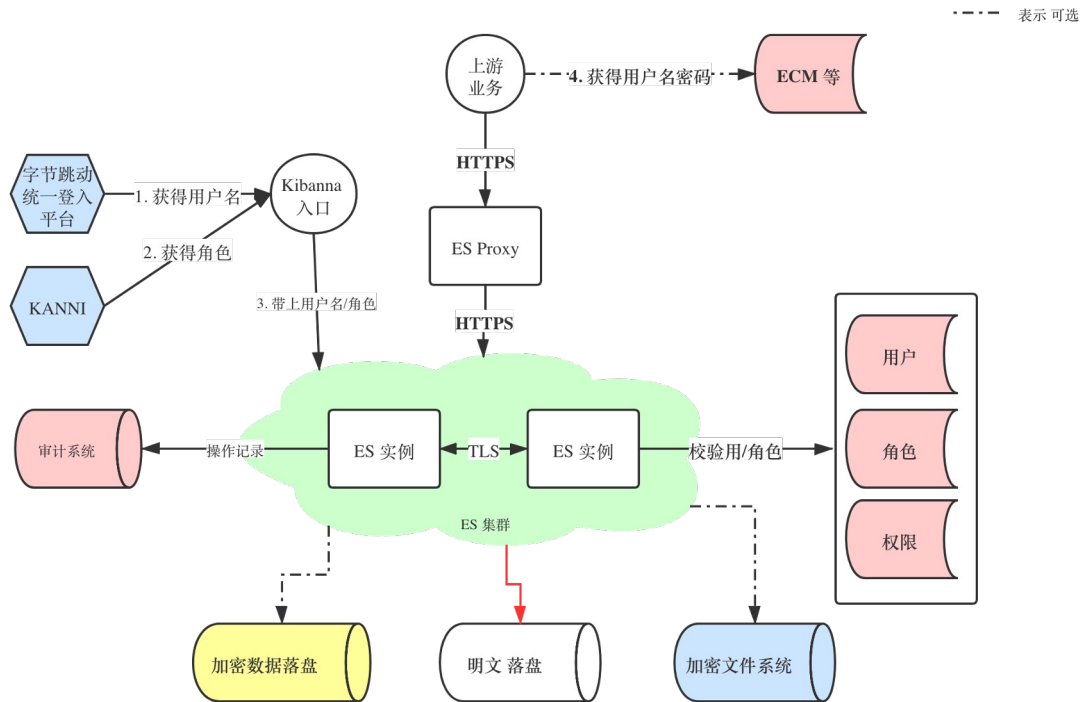 表示 可选
上游
业务
4. 获得用户名密码
ECM 等
HTTPS
字节跳动
统一登入
平台
1. 获得用户名
Kibanna
入口
2. 获得角色
ES Proxy
KANNI
3. 带上用户名/角色
HTTPS
用户
审计系统
操作记录
ES 实例
TLS
ES 实例
校验用/角色
角色
ES 集群
权限
加密数据落盘
明文 落盘
加密文件系统